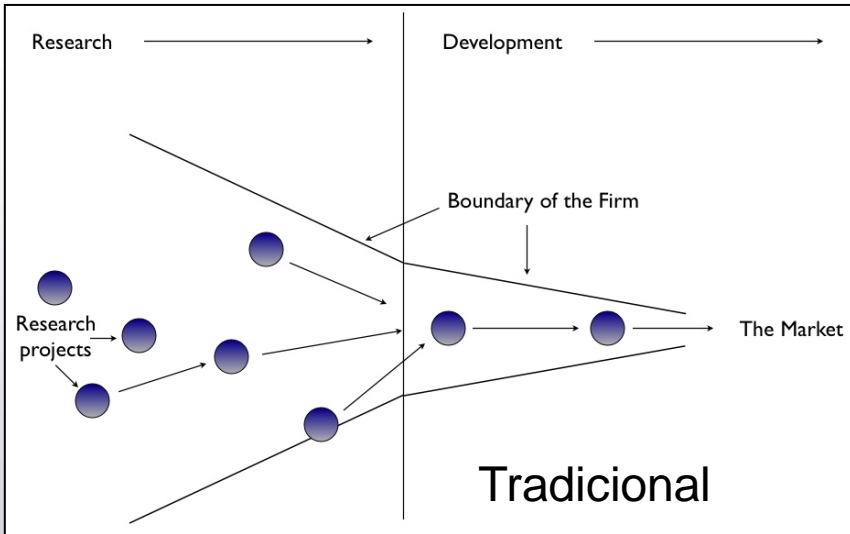 Research
Development
Boundary of the Firm
Research
projects
The Market
Tradicional